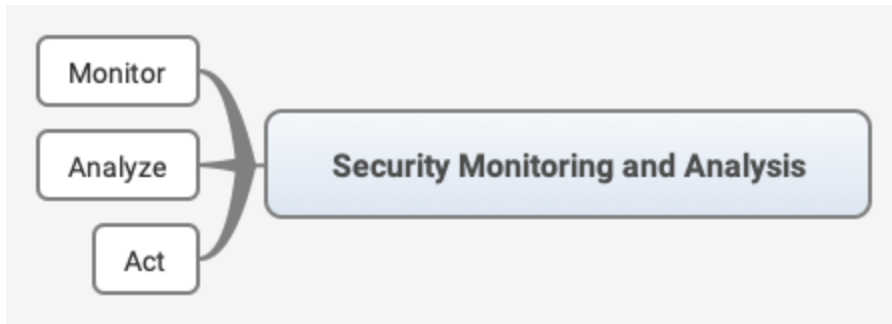 Monitor
Analyze
Act
Security Monitoring and Analysis